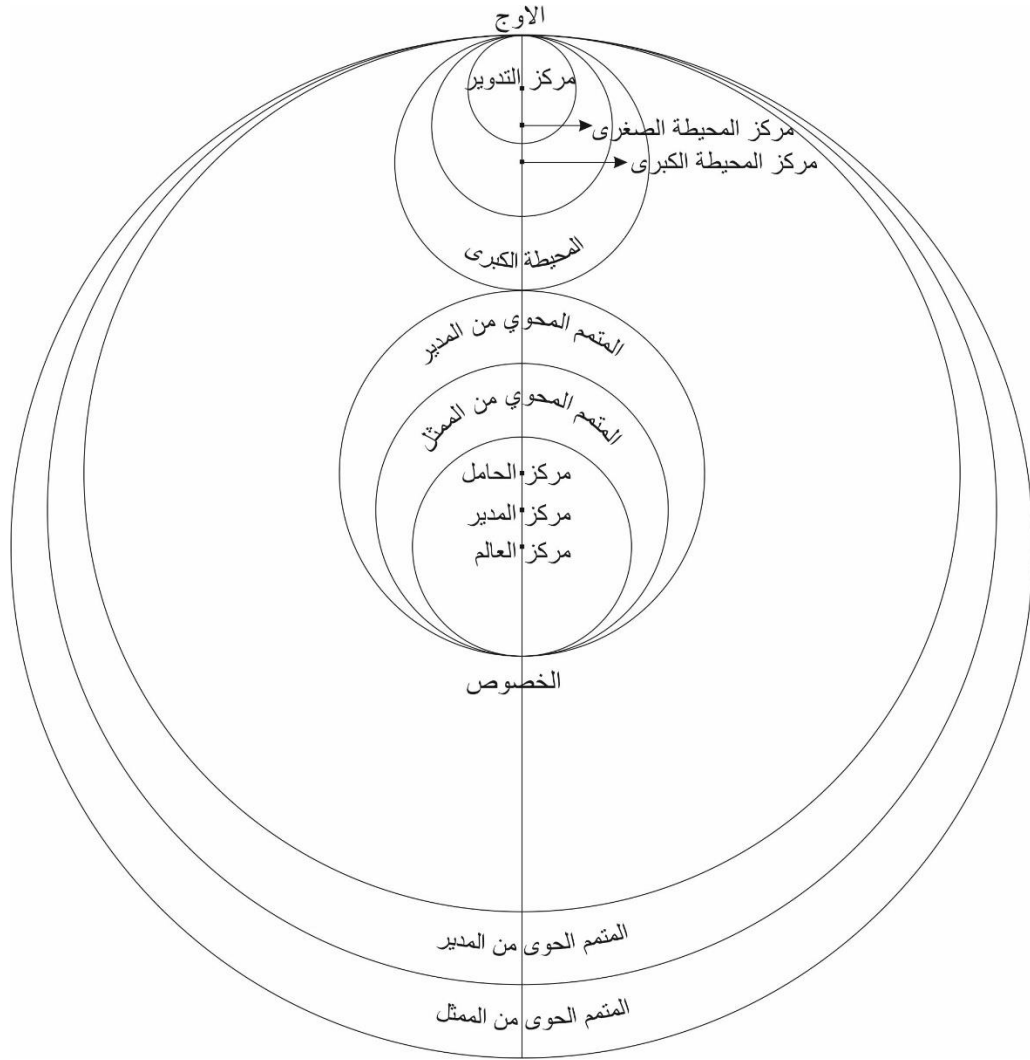 الاوج
مركز التدوير
مركز المحيطة الصغرى
مركز المحيطة الكبرى
المحيطة الكبرى
المتمم المحوي من المدير
المتمم المحوي من الممثل
مركز الحامل
مركز المدير
مركز العالم
الخصوص
المتمم الحوى من المدير
المتمم الحوى من الممثل